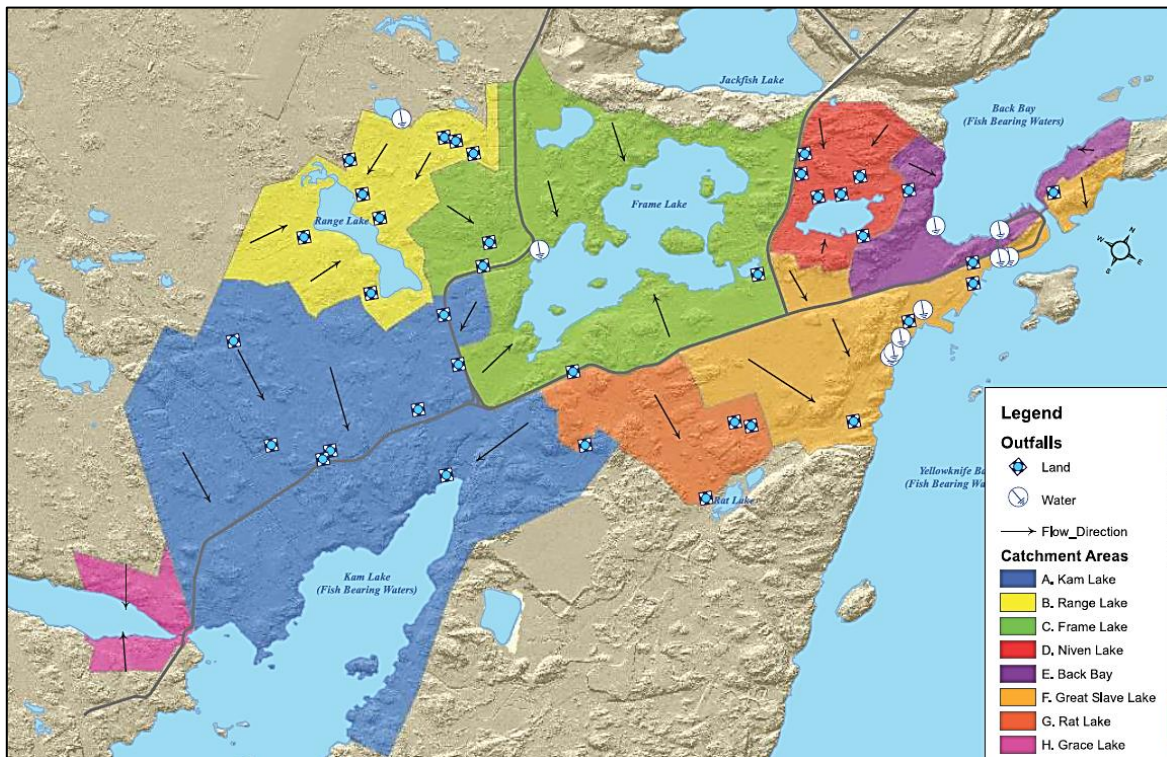 Jackfish Lake
Back Bay
(Fish Bearing Waters)
Frame Lake
Range Lake
N
W
E
S
Legend
Outfalls
Land
Yellowknife Ba
(Fish Bearing Wa
Water
Rat Lake
Flow_Direction
Catchment Areas
Kam Lake
(Fish Bearing Waters)
A. Kam Lake
B. Range Lake
C. Frame Lake
D. Niven Lake
E. Back Bay
F. Great Slave Lake
G. Rat Lake
H. Grace Lake